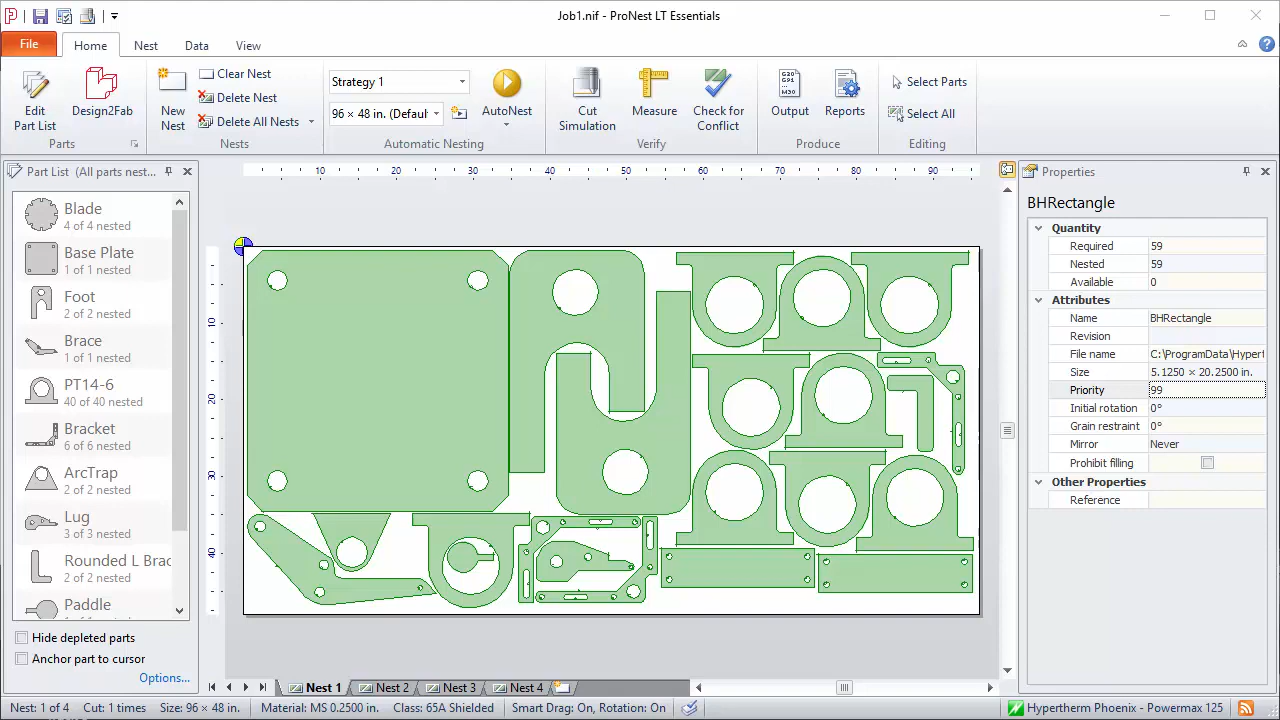 Job1.nif - ProNest LT Essentials
File
Home
Nest
Data
View
Edit
Part List
Design2Fab
Parts
New
Nest
Clear Nest
Delete Nest
Delete All Nests
Nests
Strategy 1
96 × 48 in. (Defaul
AutoNest
Automatic Nesting
Cut
Simulation
Measure
Check for
Conflict
Verify
G30
G91
M30
Output
Reports
Produce
Select Parts
Select All
Editing
Part List (All parts nest...
Blade
4 of 4 nested
Base Plate
1 of 1 nested
Foot
2 of 2 nested
Brace
1 of 1 nested
PT14-6
40 of 40 nested
Bracket
6 of 6 nested
ArcTrap
2 of 2 nested
Lug
3 of 3 nested
Rounded L Brac
2 of 2 nested
Paddle
Hide depleted parts
Anchor part to cursor
Options...
10 20 30 40 50 60 70 80 90
10
20
30
40
Nest 1
Nest 2
Nest 3
Nest 4
Properties
BHRectangle
Quantity
Required 59
Nested 59
Available 0
Attributes
Name BHRectangle
Revision
File name C:\ProgramData\Hypert
Size 5.1250 × 20.2500 in.
Priority 99
Initial rotation 0°
Grain restraint 0°
Mirror Never
Prohibit filling
Other Properties
Reference
Nest: 1 of 4 Cut: 1 times Size: 96 × 48 in. Material: MS 0.2500 in. Class: 65A Shielded Smart Drag: On, Rotation: On Hypertherm Phoenix - Powermax 125